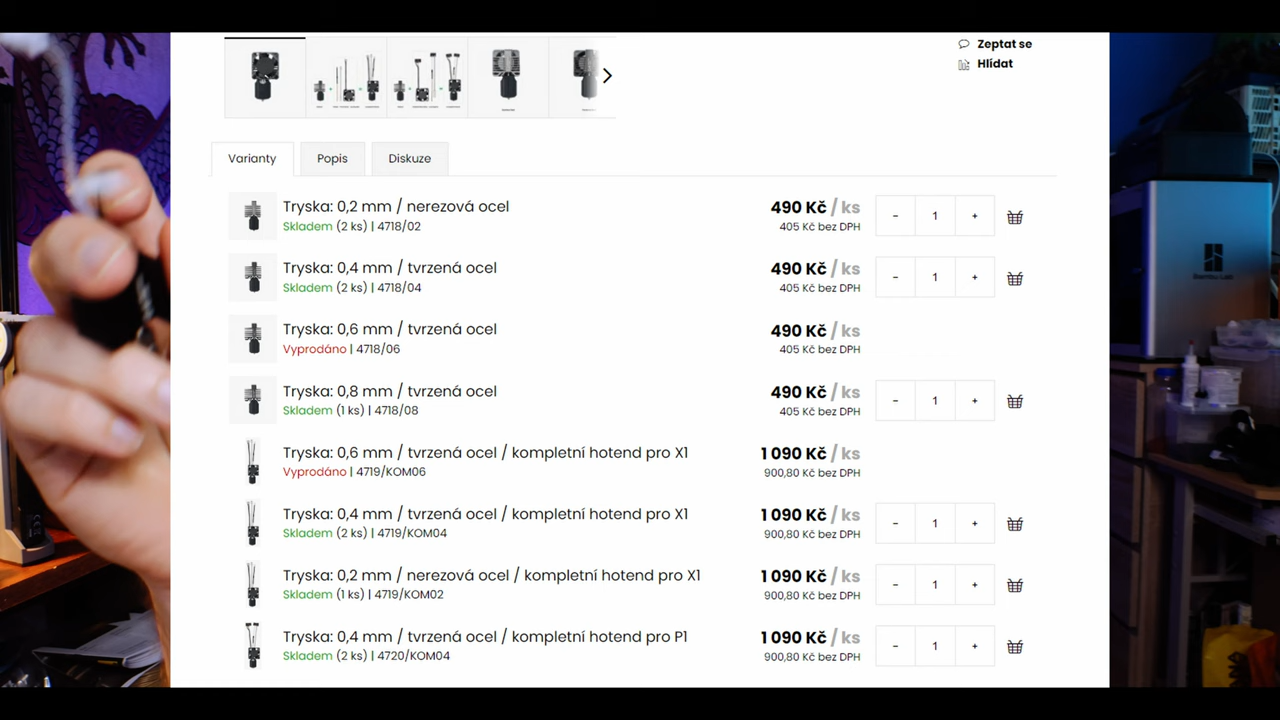 Zeptat se
Hlídat
Varianty
Popis
Diskuze
Tryska: 0,2 mm / nerezová ocel
490 Kč / ks
Skladem (2 ks) | 4718/02
405 Kč bez DPH
- 1 +
Tryska: 0,4 mm / tvrzená ocel
490 Kč / ks
Skladem (2 ks) | 4718/04
405 Kč bez DPH
- 1 +
Tryska: 0,6 mm / tvrzená ocel
490 Kč / ks
Vyprodáno | 4718/06
405 Kč bez DPH
Tryska: 0,8 mm / tvrzená ocel
490 Kč / ks
Skladem (1 ks) | 4718/08
405 Kč bez DPH
- 1 +
Tryska: 0,6 mm / tvrzená ocel / kompletní hotend pro X1
1 090 Kč / ks
Vyprodáno | 4719/KOM06
900,80 Kč bez DPH
Tryska: 0,4 mm / tvrzená ocel / kompletní hotend pro X1
1 090 Kč / ks
Skladem (2 ks) | 4719/KOM04
900,80 Kč bez DPH
- 1 +
Tryska: 0,2 mm / nerezová ocel / kompletní hotend pro X1
1 090 Kč / ks
Skladem (1 ks) | 4719/KOM02
900,80 Kč bez DPH
- 1 +
Tryska: 0,4 mm / tvrzená ocel / kompletní hotend pro P1
1 090 Kč / ks
Skladem (2 ks) | 4720/KOM04
900,80 Kč bez DPH
- 1 +
Bambu Lab